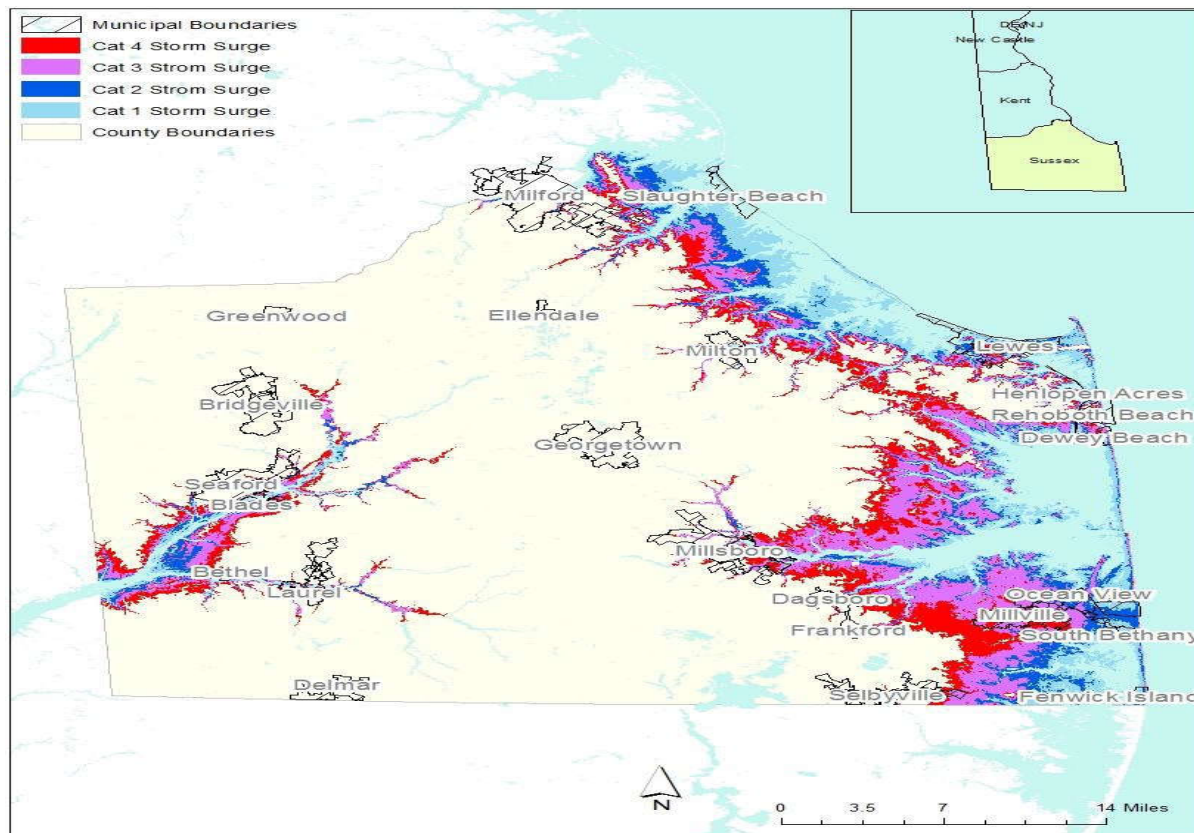 Municipal Boundaries
Cat 4 Storm Surge
Cat 3 Strom Surge
Cat 2 Strom Surge
Cat 1 Storm Surge
County Boundaries
DE NJ
New Castle
Kent
Sussex
Milford
Slaughter Beach
Greenwood
Ellendale
Milton
Lewes
Bridgeville
Henlopen Acres
Rehoboth Beach
Georgetown
Dewey Beach
Seaford
Blades
Millsboro
Bethel
Laurel
Dagsboro
Ocean View
Millville
Frankford
South Bethany
Delmar
Selbyville
Fenwick Island
N
0 3.5 7 14 Miles